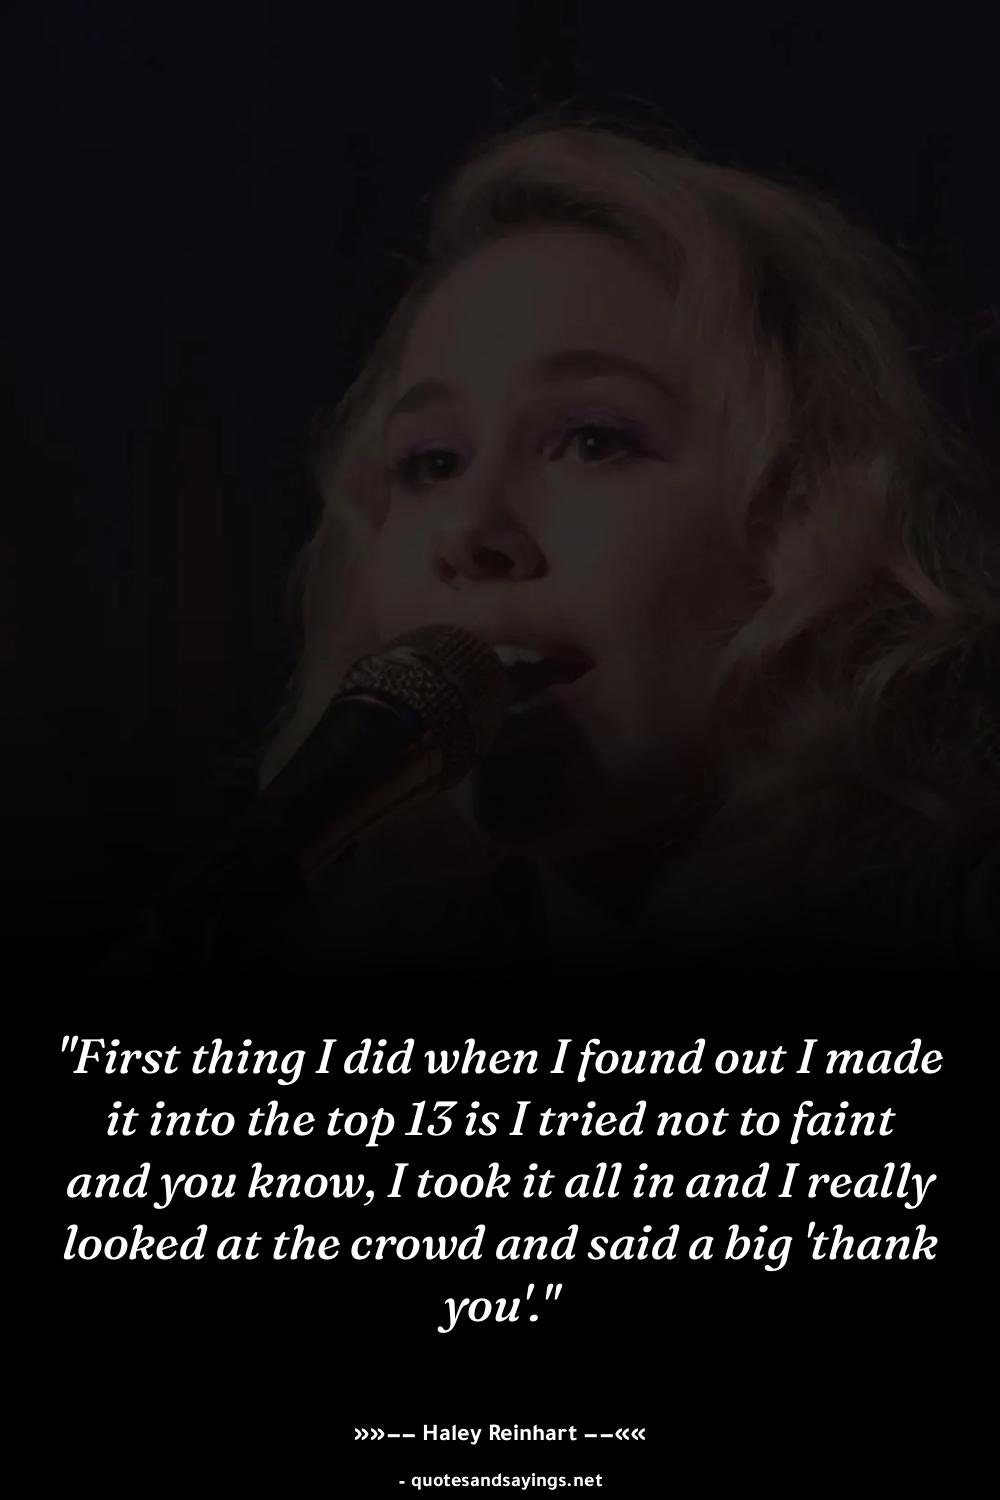 "First thing I did when I found out I made
it into the top 13 is I tried not to faint
and you know, I took it all in and I really
looked at the crowd and said a big 'thank
you'."
»»−− Haley Reinhart −−««
- quotesandsayings.net